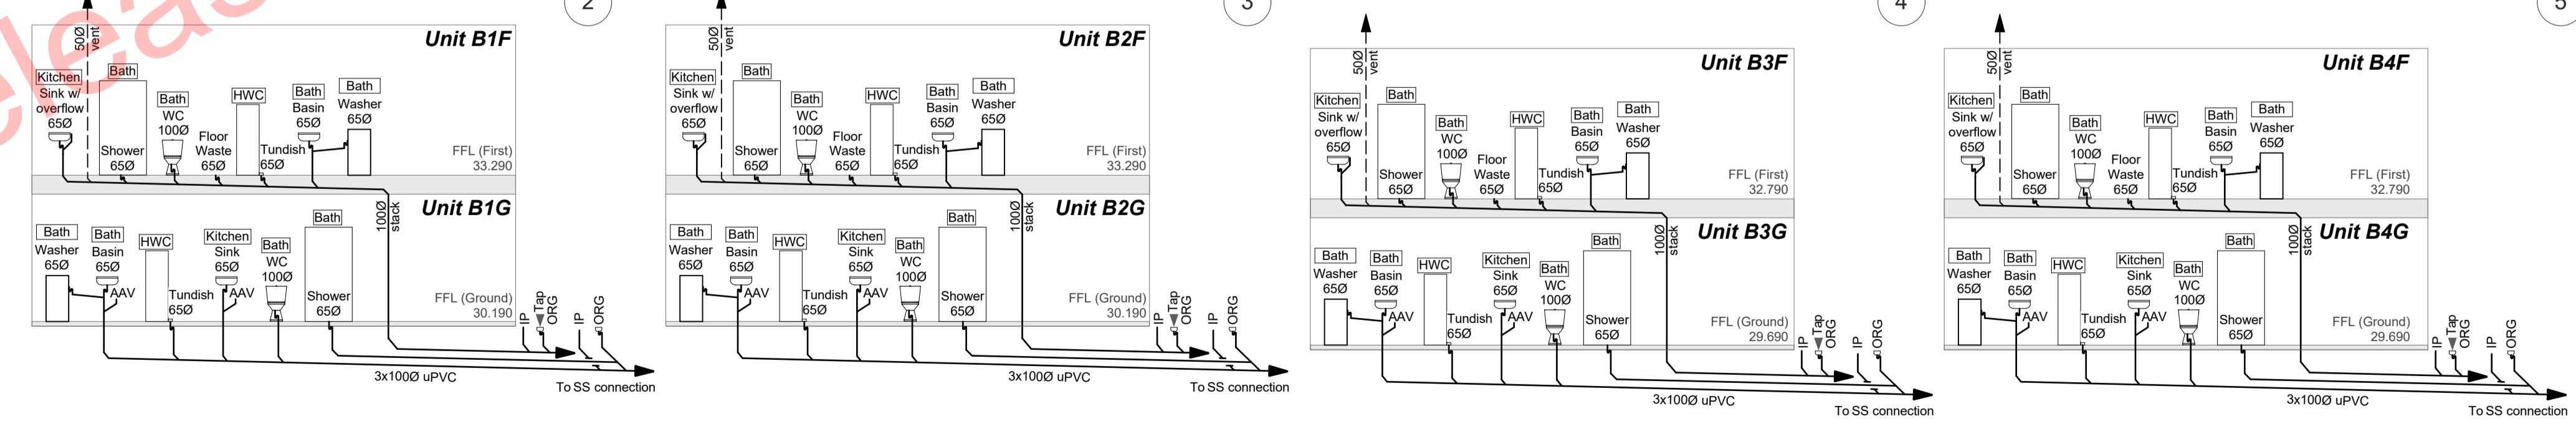 eleas
2
3
4
5
50Ø
vent
Unit B1F
Kitchen
Sink w/
overflow
65Ø
Bath
Shower
65Ø
Bath
WC
100Ø
Floor
Waste
65Ø
HWC
Tundish
65Ø
Bath
Basin
65Ø
Bath
Washer
65Ø
FFL (First)
33.290
100Ø
stack
Unit B1G
Bath
Washer
65Ø
Bath
Basin
65Ø
AAV
HWC
Tundish
65Ø
Kitchen
Sink
65Ø
AAV
Bath
WC
100Ø
Bath
Shower
65Ø
FFL (Ground)
30.190
IP
Tap
ORG
IP
ORG
3x100Ø uPVC
To SS connection
50Ø
vent
Unit B2F
Kitchen
Sink w/
overflow
65Ø
Bath
Shower
65Ø
Bath
WC
100Ø
Floor
Waste
65Ø
HWC
Tundish
65Ø
Bath
Basin
65Ø
Bath
Washer
65Ø
FFL (First)
33.290
100Ø
stack
Unit B2G
Bath
Washer
65Ø
Bath
Basin
65Ø
AAV
HWC
Tundish
65Ø
Kitchen
Sink
65Ø
AAV
Bath
WC
100Ø
Bath
Shower
65Ø
FFL (Ground)
30.190
IP
Tap
ORG
IP
ORG
3x100Ø uPVC
To SS connection
50Ø
vent
Unit B3F
Kitchen
Sink w/
overflow
65Ø
Bath
Shower
65Ø
Bath
WC
100Ø
Floor
Waste
65Ø
HWC
Tundish
65Ø
Bath
Basin
65Ø
Bath
Washer
65Ø
FFL (First)
32.790
100Ø
stack
Unit B3G
Bath
Washer
65Ø
Bath
Basin
65Ø
AAV
HWC
Tundish
65Ø
Kitchen
Sink
65Ø
AAV
Bath
WC
100Ø
Bath
Shower
65Ø
FFL (Ground)
29.690
IP
Tap
ORG
IP
ORG
3x100Ø uPVC
To SS connection
50Ø
vent
Unit B4F
Kitchen
Sink w/
overflow
65Ø
Bath
Shower
65Ø
Bath
WC
100Ø
Floor
Waste
65Ø
HWC
Tundish
65Ø
Bath
Basin
65Ø
Bath
Washer
65Ø
FFL (First)
32.790
100Ø
stack
Unit B4G
Bath
Washer
65Ø
Bath
Basin
65Ø
AAV
HWC
Tundish
65Ø
Kitchen
Sink
65Ø
AAV
Bath
WC
100Ø
Bath
Shower
65Ø
FFL (Ground)
29.690
IP
Tap
ORG
IP
ORG
3x100Ø uPVC
To SS connection